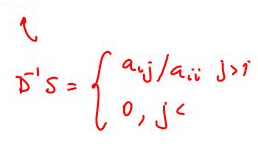 D⁻¹S = { aᵢj/aᵢᵢ j>i
0, j<